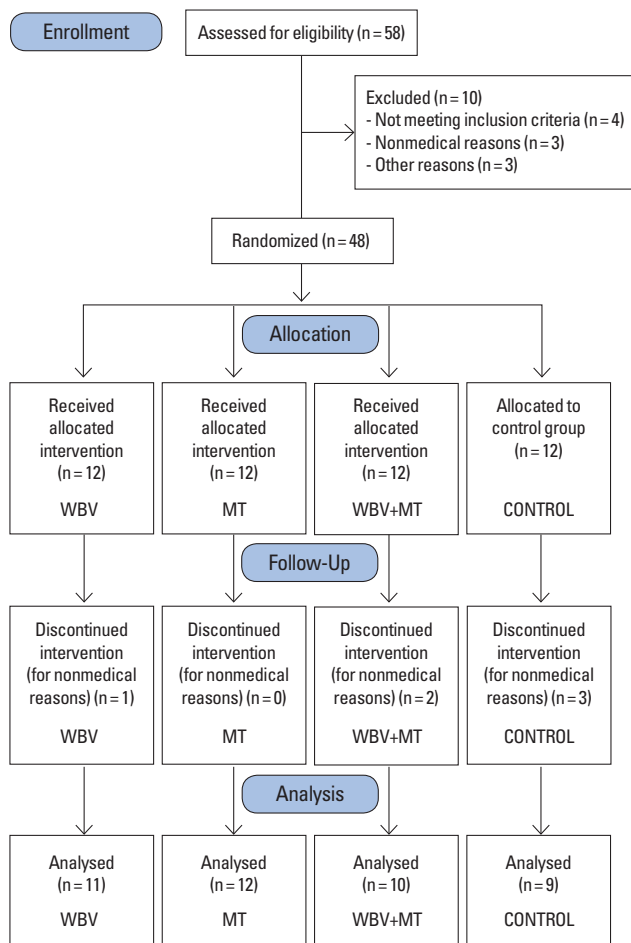 Enrollment
Assessed for eligibility (n = 58)
Excluded (n = 10)
- Not meeting inclusion criteria (n = 4)
- Nonmedical reasons (n = 3)
- Other reasons (n = 3)
Randomized (n = 48)
Allocation
Received
allocated
intervention
(n = 12)
WBV
Received
allocated
intervention
(n = 12)
MT
Received
allocated
intervention
(n = 12)
WBV+MT
Allocated to
control group
(n = 12)
CONTROL
Follow-Up
Discontinued
intervention
(for nonmedical
reasons) (n = 1)
WBV
Discontinued
intervention
(for nonmedical
reasons) (n = 0)
MT
Discontinued
intervention
(for nonmedical
reasons) (n = 2)
WBV+MT
Discontinued
intervention
(for nonmedical
reasons) (n = 3)
CONTROL
Analysis
Analysed
(n = 11)
WBV
Analysed
(n = 12)
MT
Analysed
(n = 10)
WBV+MT
Analysed
(n = 9)
CONTROL